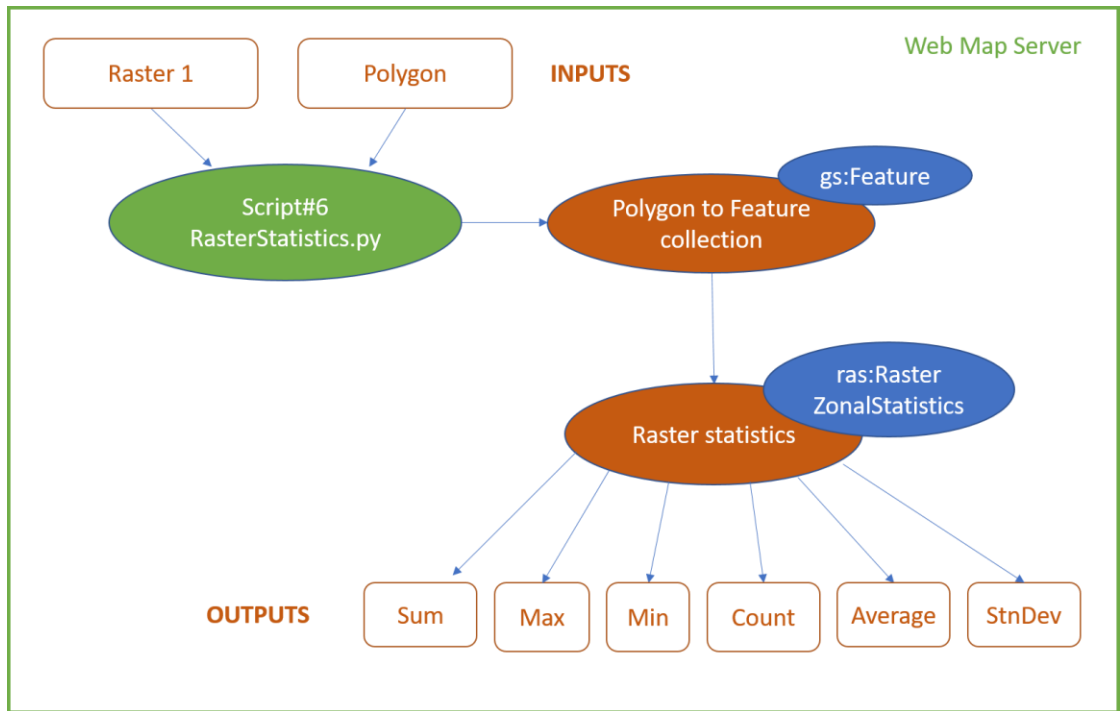 Web Map Server
Raster 1
Polygon
INPUTS
Script#6
RasterStatistics.py
gs:Feature
Polygon to Feature
collection
ras:Raster
ZonalStatistics
Raster statistics
OUTPUTS
Sum
Max
Min
Count
Average
StnDev